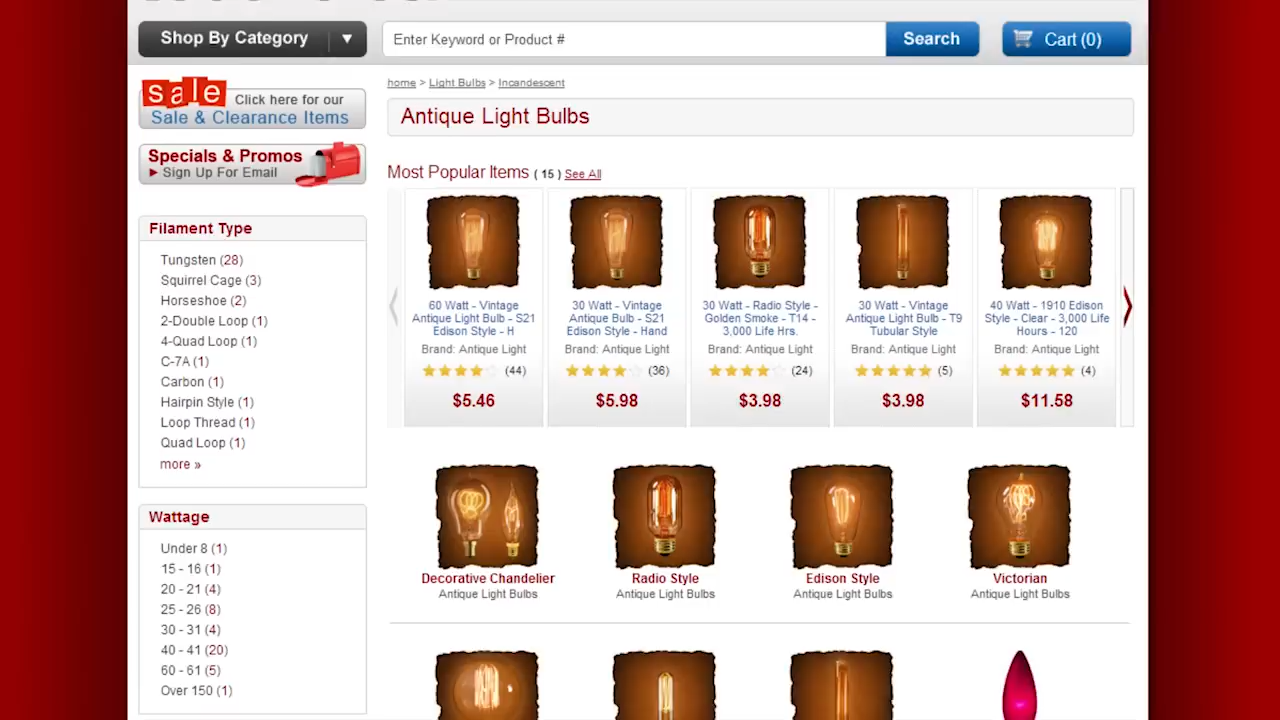 Shop By Category ▼
Enter Keyword or Product #
Search
Cart (0)
sale
Click here for our
Sale & Clearance Items
Specials & Promos
► Sign Up For Email
Filament Type
Tungsten (28)
Squirrel Cage (3)
Horseshoe (2)
2-Double Loop (1)
4-Quad Loop (1)
C-7A (1)
Carbon (1)
Hairpin Style (1)
Loop Thread (1)
Quad Loop (1)
more »
Wattage
Under 8 (1)
15 - 16 (1)
20 - 21 (4)
25 - 26 (8)
30 - 31 (4)
40 - 41 (20)
60 - 61 (5)
Over 150 (1)
home > Light Bulbs > Incandescent
Antique Light Bulbs
Most Popular Items ( 15 ) See All
60 Watt - Vintage
Antique Light Bulb - S21
Edison Style - H
Brand: Antique Light
(44)
$5.46
30 Watt - Vintage
Antique Bulb - S21
Edison Style - Hand
Brand: Antique Light
(36)
$5.98
30 Watt - Radio Style -
Golden Smoke - T14 -
3,000 Life Hrs.
Brand: Antique Light
(24)
$3.98
30 Watt - Vintage
Antique Light Bulb - T9
Tubular Style
Brand: Antique Light
(5)
$3.98
40 Watt - 1910 Edison
Style - Clear - 3,000 Life
Hours - 120
Brand: Antique Light
(4)
$11.58
Decorative Chandelier
Antique Light Bulbs
Radio Style
Antique Light Bulbs
Edison Style
Antique Light Bulbs
Victorian
Antique Light Bulbs